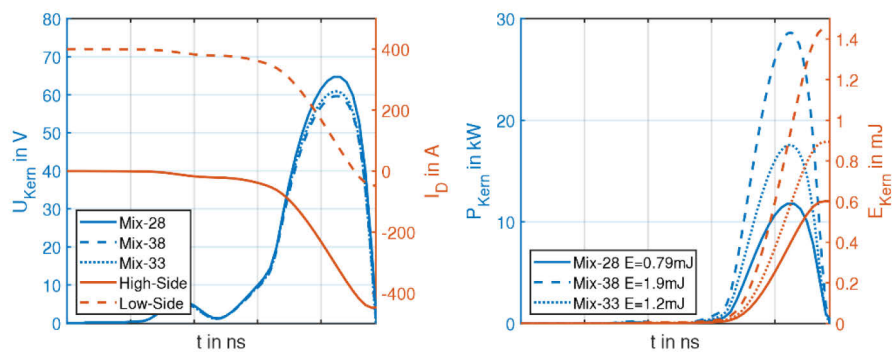 80
70
60
50
40
30
20
10
0
U_Kern in V
400
200
0
-200
-400
I_D in A
Mix-28
Mix-38
Mix-33
High-Side
Low-Side
t in ns
30
20
10
0
P_Kern in kW
1.4
1.2
1
0.8
0.6
0.4
0.2
0
E_Kern in mJ
Mix-28 E=0.79mJ
Mix-38 E=1.9mJ
Mix-33 E=1.2mJ
t in ns